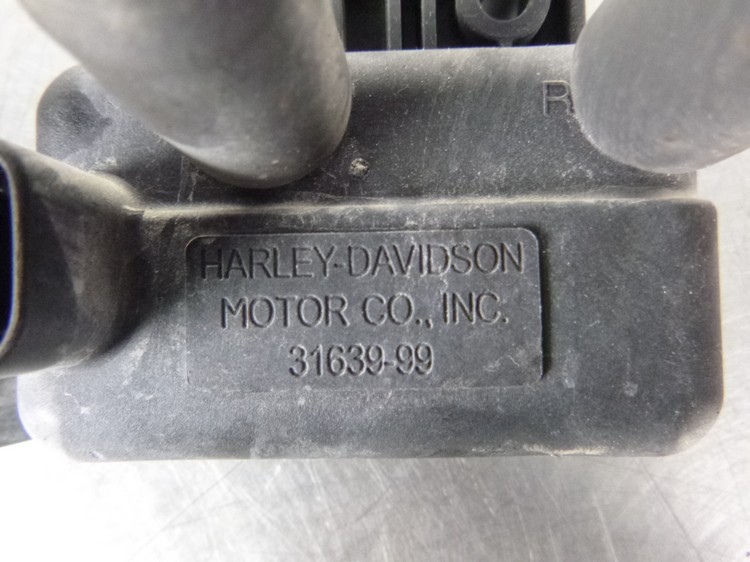 R
HARLEY-DAVIDSON
MOTOR CO., INC.
31639-99